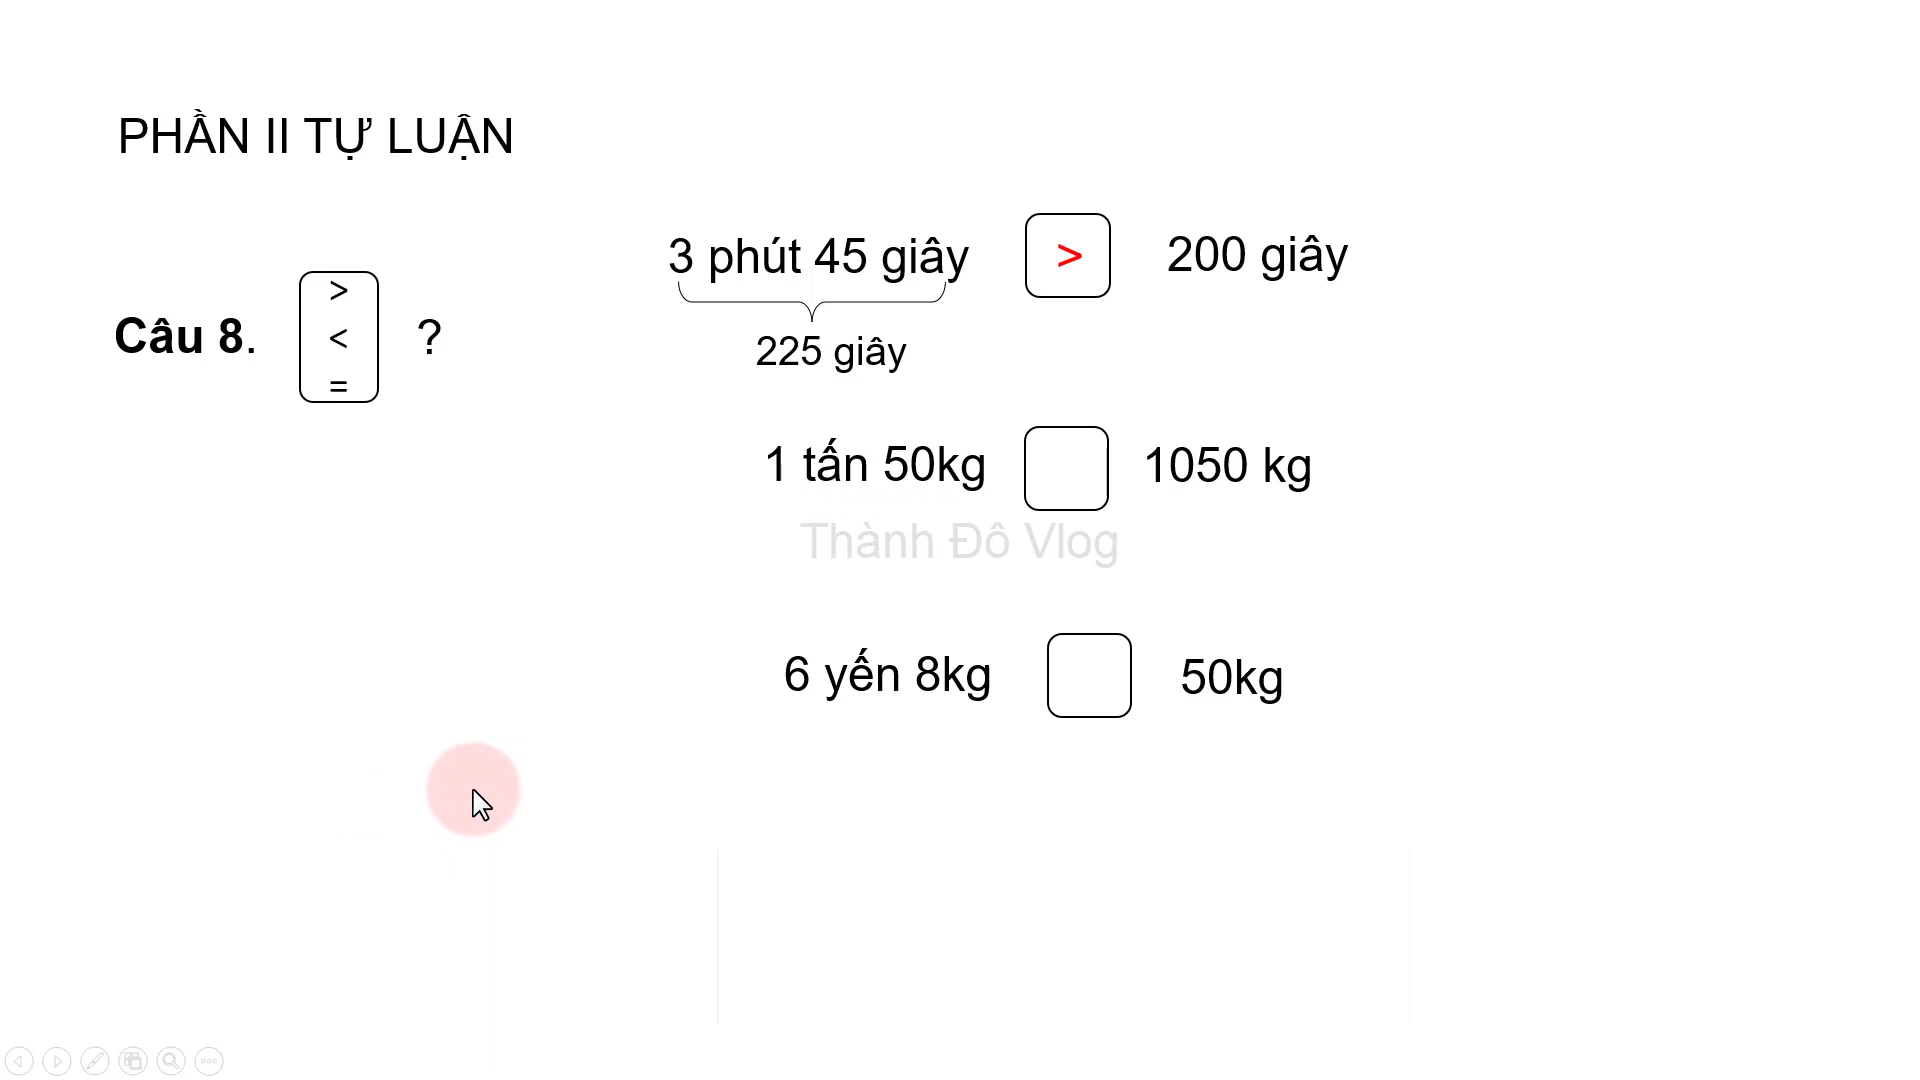 PHẦN II TỰ LUẬN
3 phút 45 giây > 200 giây
225 giây
Câu 8.
>
<
=
?
1 tấn 50kg 1050 kg
Thành Đô Vlog
6 yến 8kg 50kg